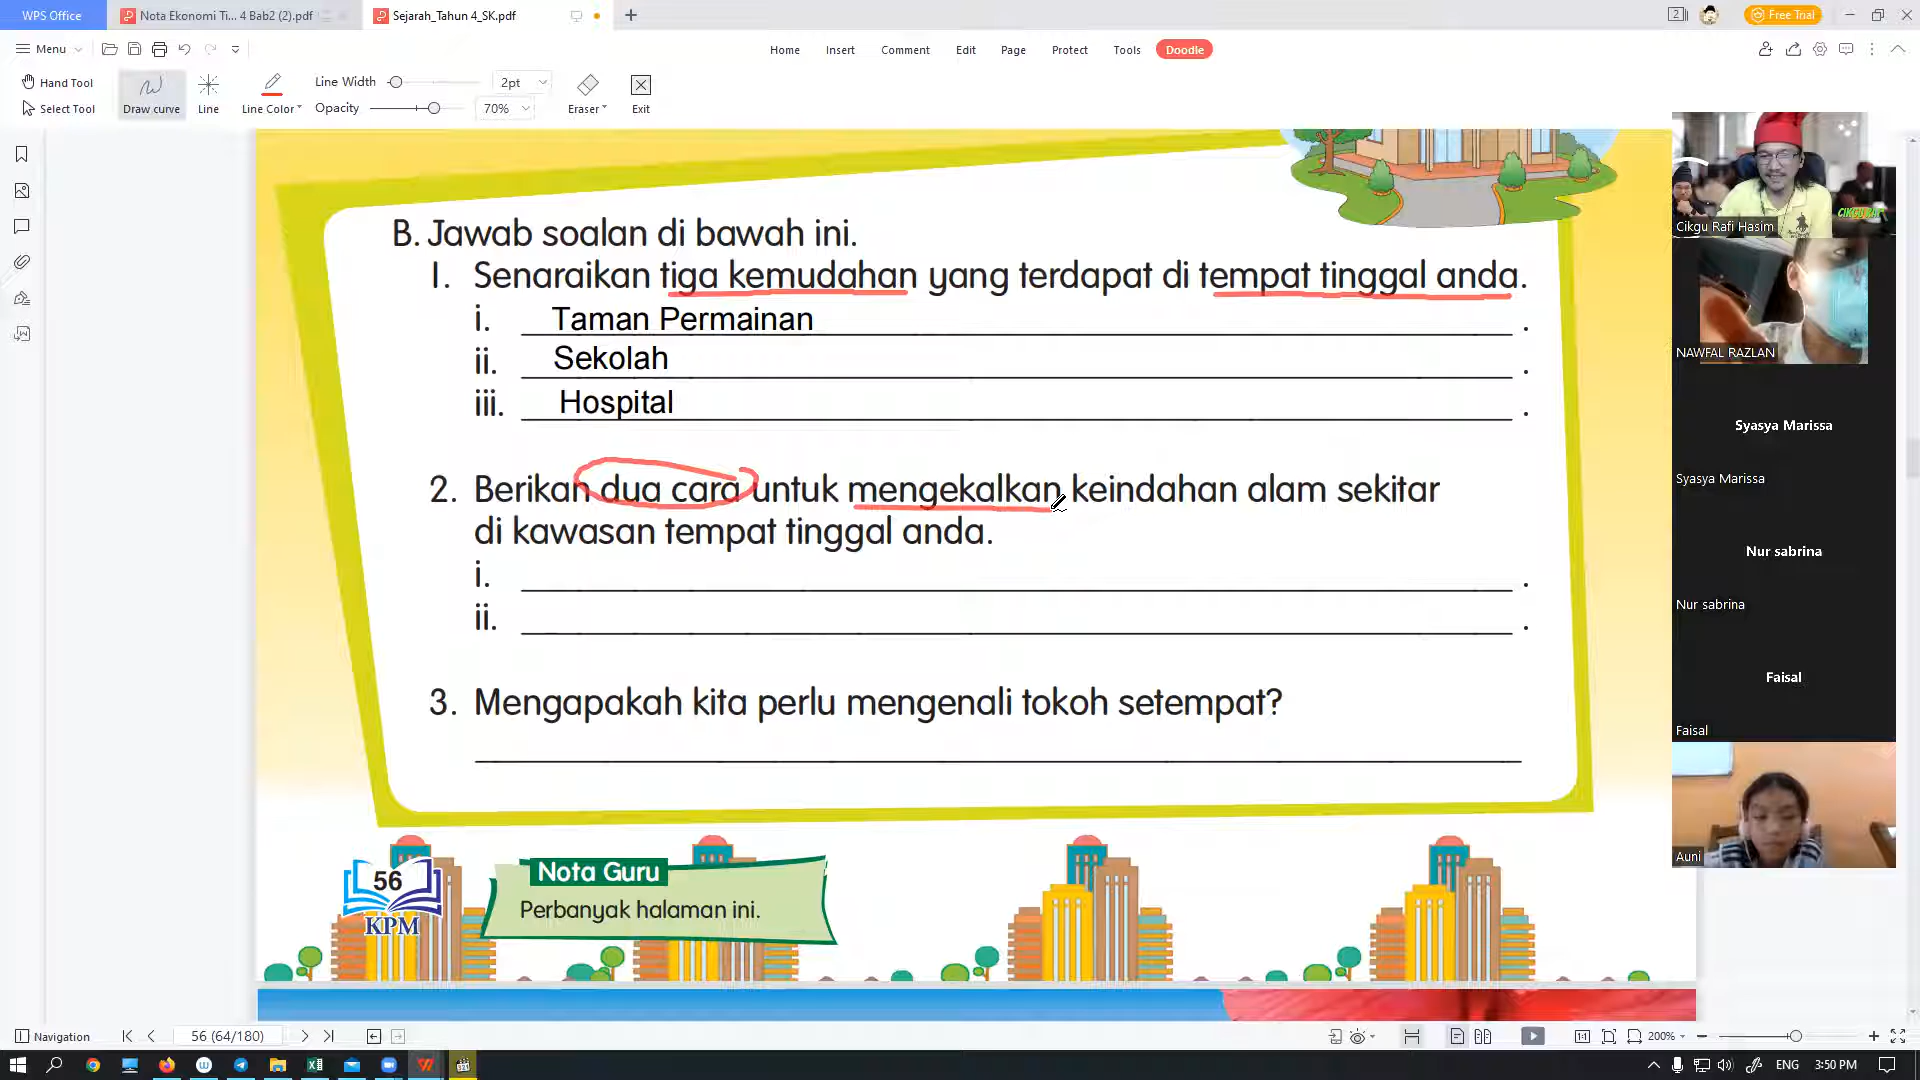 WPS Office
Nota Ekonomi Ti... 4 Bab2 (2).pdf
Sejarah_Tahun 4_SK.pdf
2
Free Trial
Menu
Home
Insert
Comment
Edit
Page
Protect
Tools
Doodle
Hand Tool
Select Tool
Draw curve
Line
Line Color
Line Width
2pt
Opacity
70%
Eraser
Exit
B. Jawab soalan di bawah ini.
1. Senaraikan tiga kemudahan yang terdapat di tempat tinggal anda.
i. Taman Permainan .
ii. Sekolah .
iii. Hospital .
2. Berikan dua cara untuk mengekalkan keindahan alam sekitar
di kawasan tempat tinggal anda.
i. .
ii. .
3. Mengapakah kita perlu mengenali tokoh setempat?
56
KPM
Nota Guru
Perbanyak halaman ini.
CIKGU RAFI
Cikgu Rafi Hasim
NAWFAL RAZLAN
Syasya Marissa
Syasya Marissa
Nur sabrina
Nur sabrina
Faisal
Faisal
Auni
Navigation
56 (64/180)
200%
ENG
3:50 PM